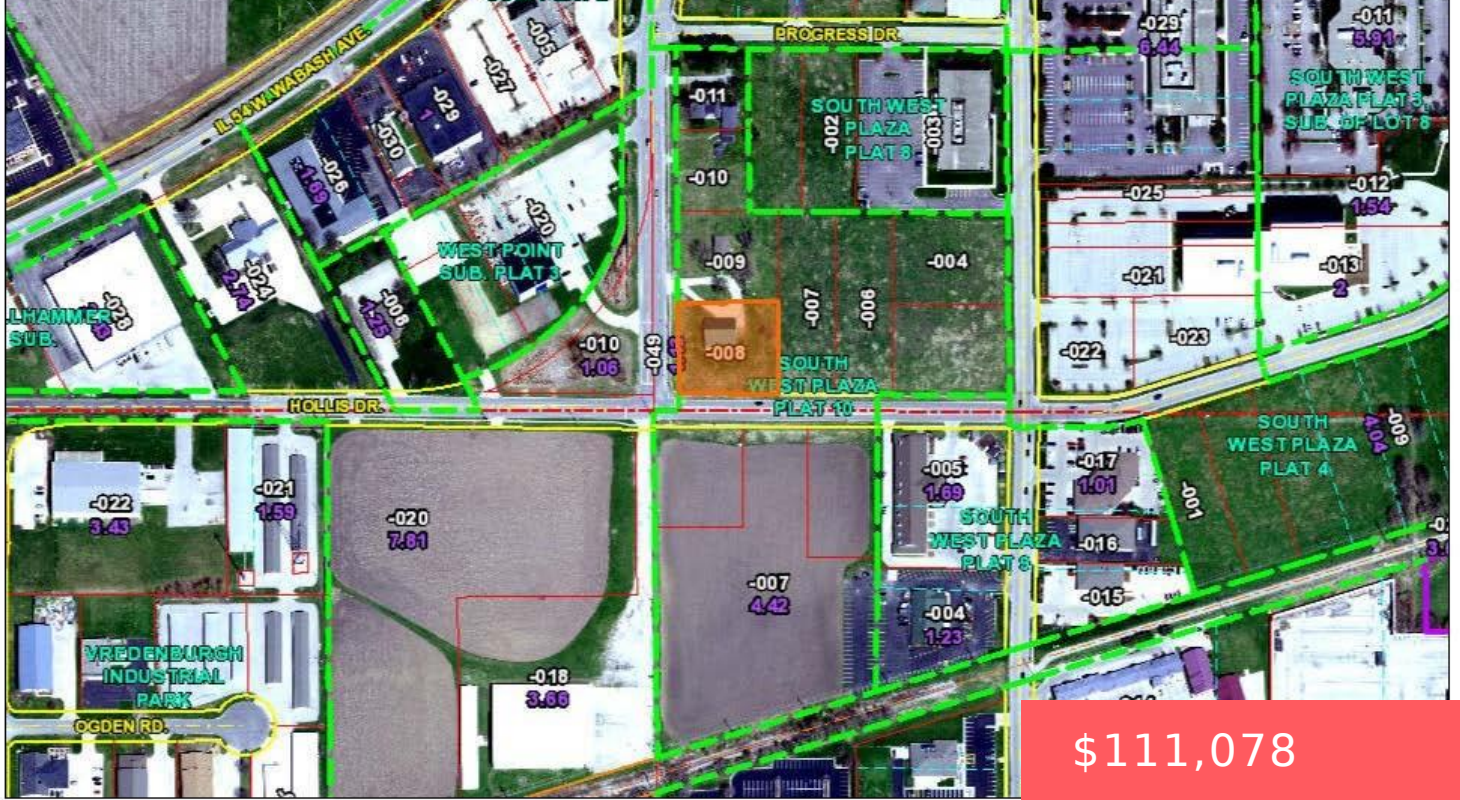 PROGRESS DR.
-029
6.44
-011
5.91
SOUTH WEST
PLAZA PLAT 3,
SUB. OF LOT 8
IL 54 W WABASH AVE.
-005
-027
-029
1
-030
-026
1.69
-011
-002
SOUTH WEST
PLAZA
PLAT 8
-003
-010
-025
-012
1.54
-020
WEST POINT
SUB. PLAT 3
-009
-004
-021
-013
2
-024
2.74
-028
LLHAMMER
SUB.
-008
1.25
-007
-006
-010
1.06
-049
-008
-022
-023
SOUTH
WEST PLAZA
PLAT 10
HOLLIS DR.
SOUTH
WEST PLAZA
PLAT 4
-009
4.04
-022
3.43
-021
1.59
-020
7.81
-005
1.69
-017
1.01
-001
SOUTH
WEST PLAZA
PLAT 9
-016
-007
4.42
-004
1.23
-015
VREDENBURGH
INDUSTRIAL
PARK
-018
3.66
OGDEN RD.
$111,078